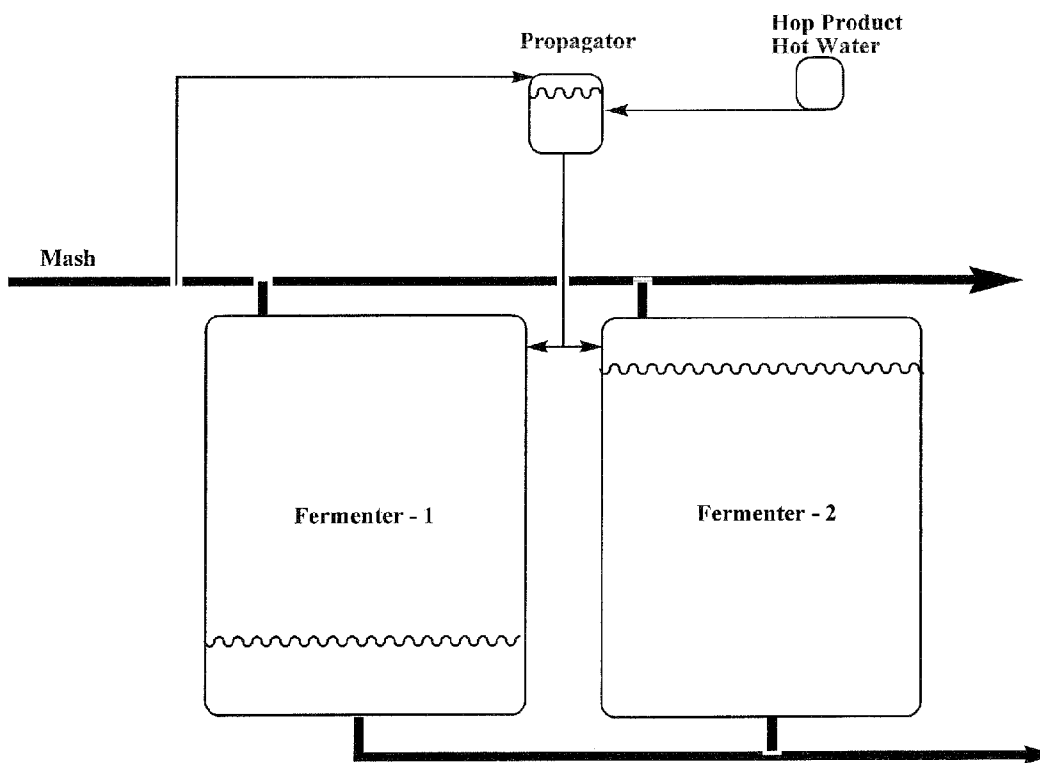 Hop Product
Hot Water
Propagator
Mash
Fermenter - 1
Fermenter - 2